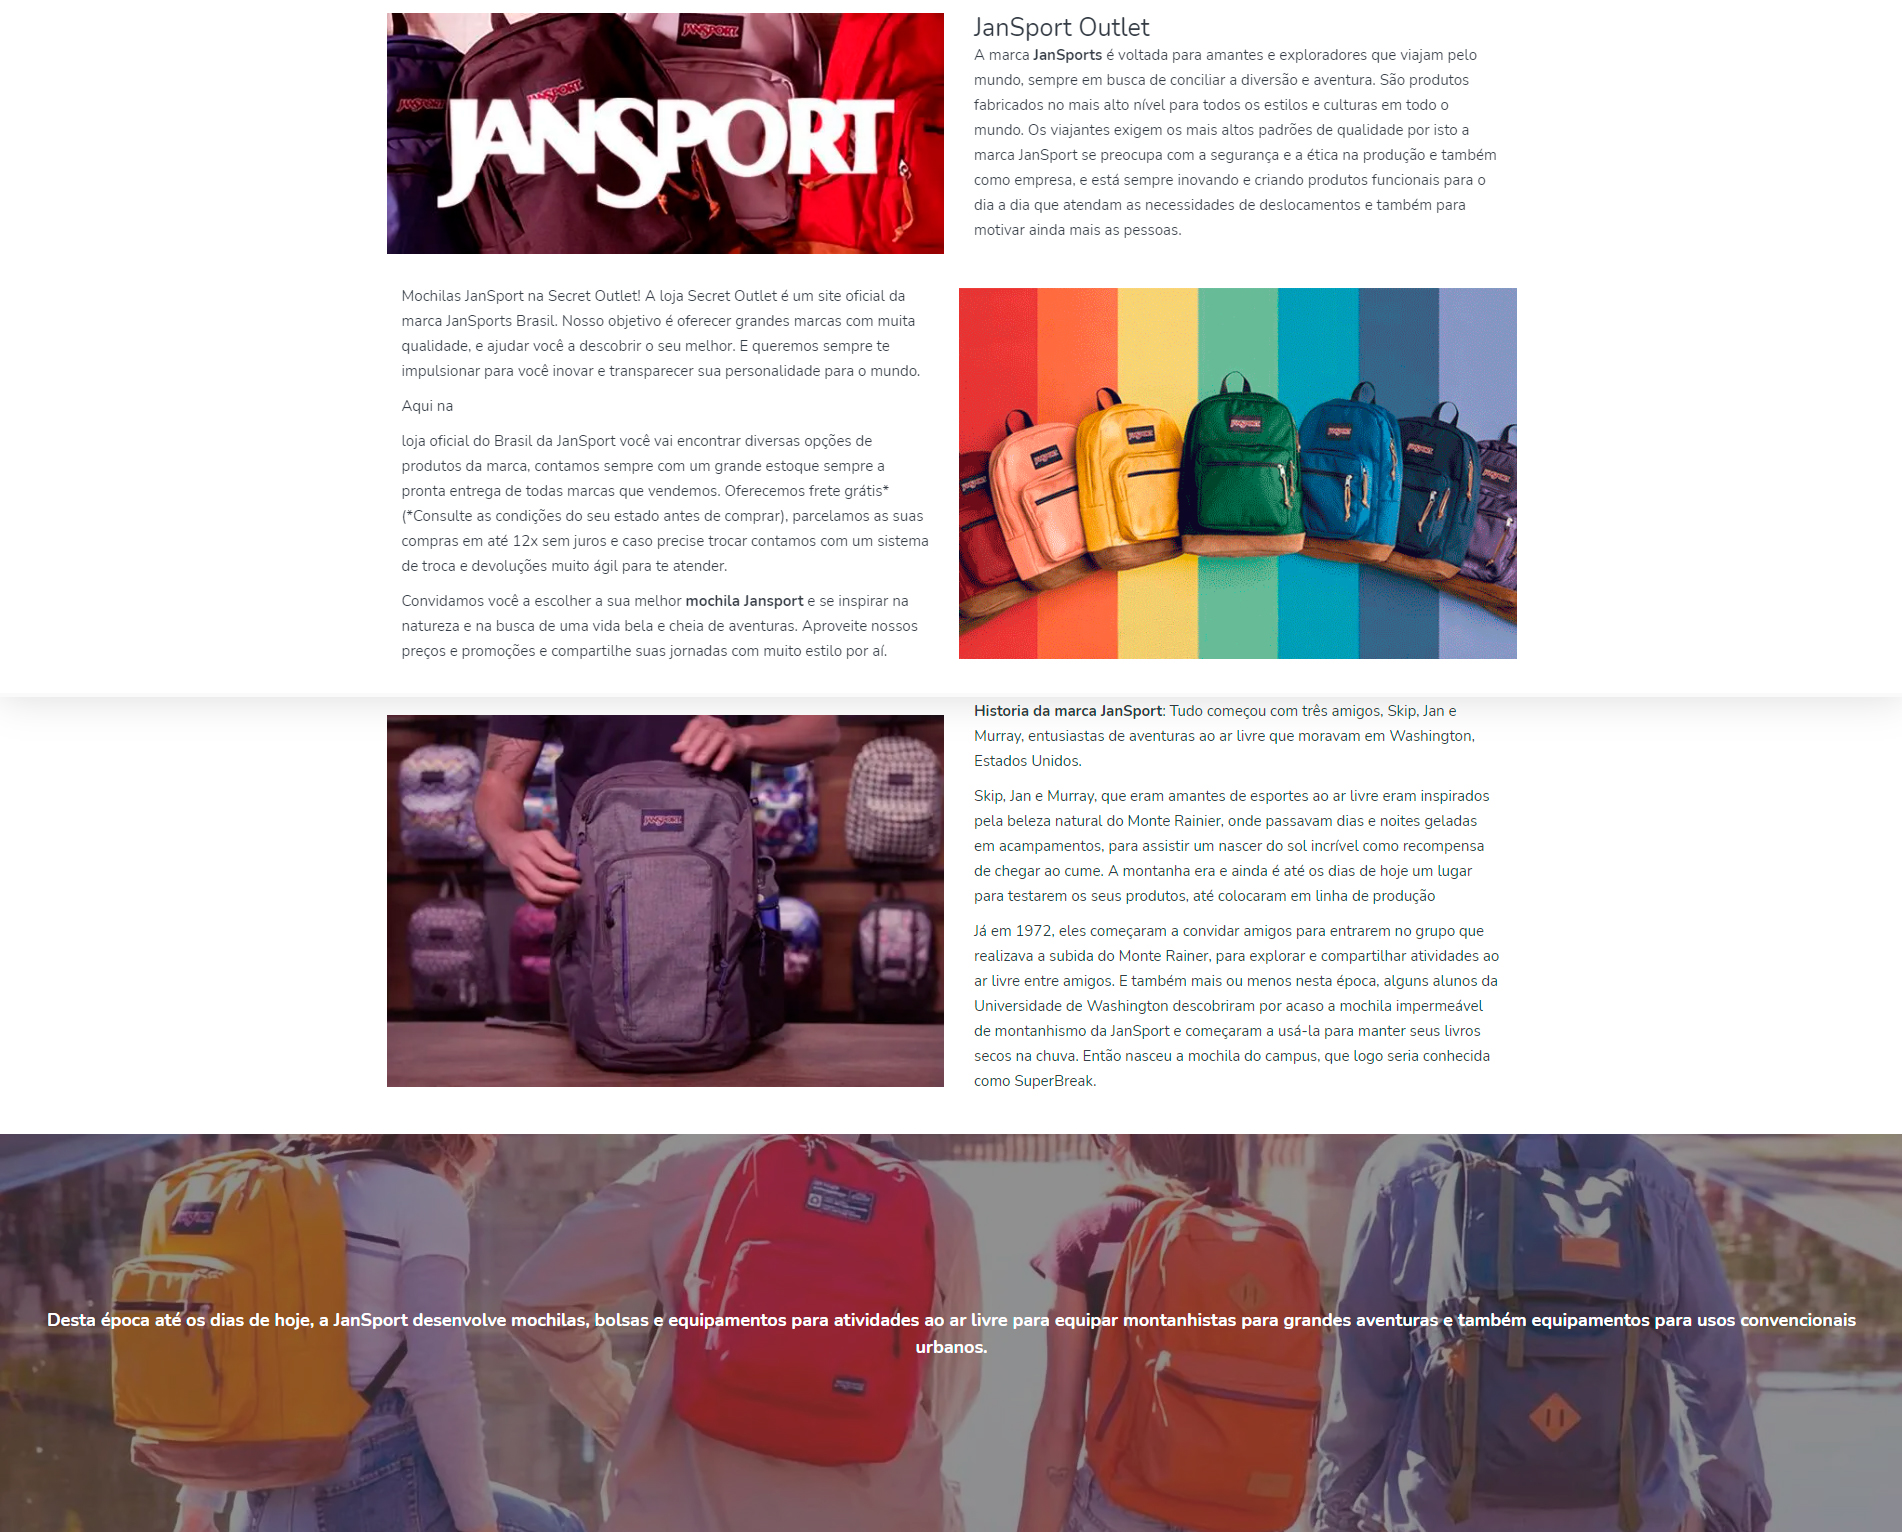 JANSPORT
JanSport Outlet
A marca JanSports é voltada para amantes e exploradores que viajam pelo
mundo, sempre em busca de conciliar a diversão e aventura. São produtos
fabricados no mais alto nível para todos os estilos e culturas em todo o
mundo. Os viajantes exigem os mais altos padrões de qualidade por isto a
marca JanSport se preocupa com a segurança e a ética na produção e também
como empresa, e está sempre inovando e criando produtos funcionais para o
dia a dia que atendam as necessidades de deslocamentos e também para
motivar ainda mais as pessoas.
Mochilas JanSport na Secret Outlet! A loja Secret Outlet é um site oficial da
marca JanSports Brasil. Nosso objetivo é oferecer grandes marcas com muita
qualidade, e ajudar você a descobrir o seu melhor. E queremos sempre te
impulsionar para você inovar e transparecer sua personalidade para o mundo.
Aqui na
loja oficial do Brasil da JanSport você vai encontrar diversas opções de
produtos da marca, contamos sempre com um grande estoque sempre a
pronta entrega de todas marcas que vendemos. Oferecemos frete grátis*
(*Consulte as condições do seu estado antes de comprar), parcelamos as suas
compras em até 12x sem juros e caso precise trocar contamos com um sistema
de troca e devoluções muito ágil para te atender.
Convidamos você a escolher a sua melhor mochila Jansport e se inspirar na
natureza e na busca de uma vida bela e cheia de aventuras. Aproveite nossos
preços e promoções e compartilhe suas jornadas com muito estilo por aí.
Historia da marca JanSport: Tudo começou com três amigos, Skip, Jan e
Murray, entusiastas de aventuras ao ar livre que moravam em Washington,
Estados Unidos.
Skip, Jan e Murray, que eram amantes de esportes ao ar livre eram inspirados
pela beleza natural do Monte Rainier, onde passavam dias e noites geladas
em acampamentos, para assistir um nascer do sol incrível como recompensa
de chegar ao cume. A montanha era e ainda é até os dias de hoje um lugar
para testarem os seus produtos, até colocaram em linha de produção
Já em 1972, eles começaram a convidar amigos para entrarem no grupo que
realizava a subida do Monte Rainer, para explorar e compartilhar atividades ao
ar livre entre amigos. E também mais ou menos nesta época, alguns alunos da
Universidade de Washington descobriram por acaso a mochila impermeável
de montanhismo da JanSport e começaram a usá-la para manter seus livros
secos na chuva. Então nasceu a mochila do campus, que logo seria conhecida
como SuperBreak.
Desta época até os dias de hoje, a JanSport desenvolve mochilas, bolsas e equipamentos para atividades ao ar livre para equipar montanhistas para grandes aventuras e também equipamentos para usos convencionais
urbanos.